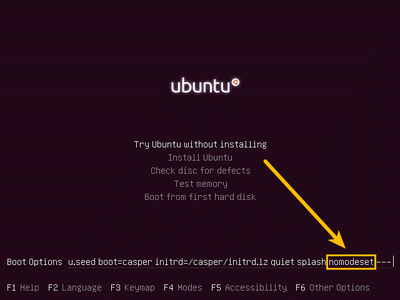 ubuntu
Try Ubuntu without installing
Install Ubuntu
Check disc for defects
Test memory
Boot from first hard disk
Boot Options u.seed boot=casper initrd=/casper/initrd.lz quiet splash nomodeset ---
F1 Help F2 Language F3 Keymap F4 Modes F5 Accessibility F6 Other Options